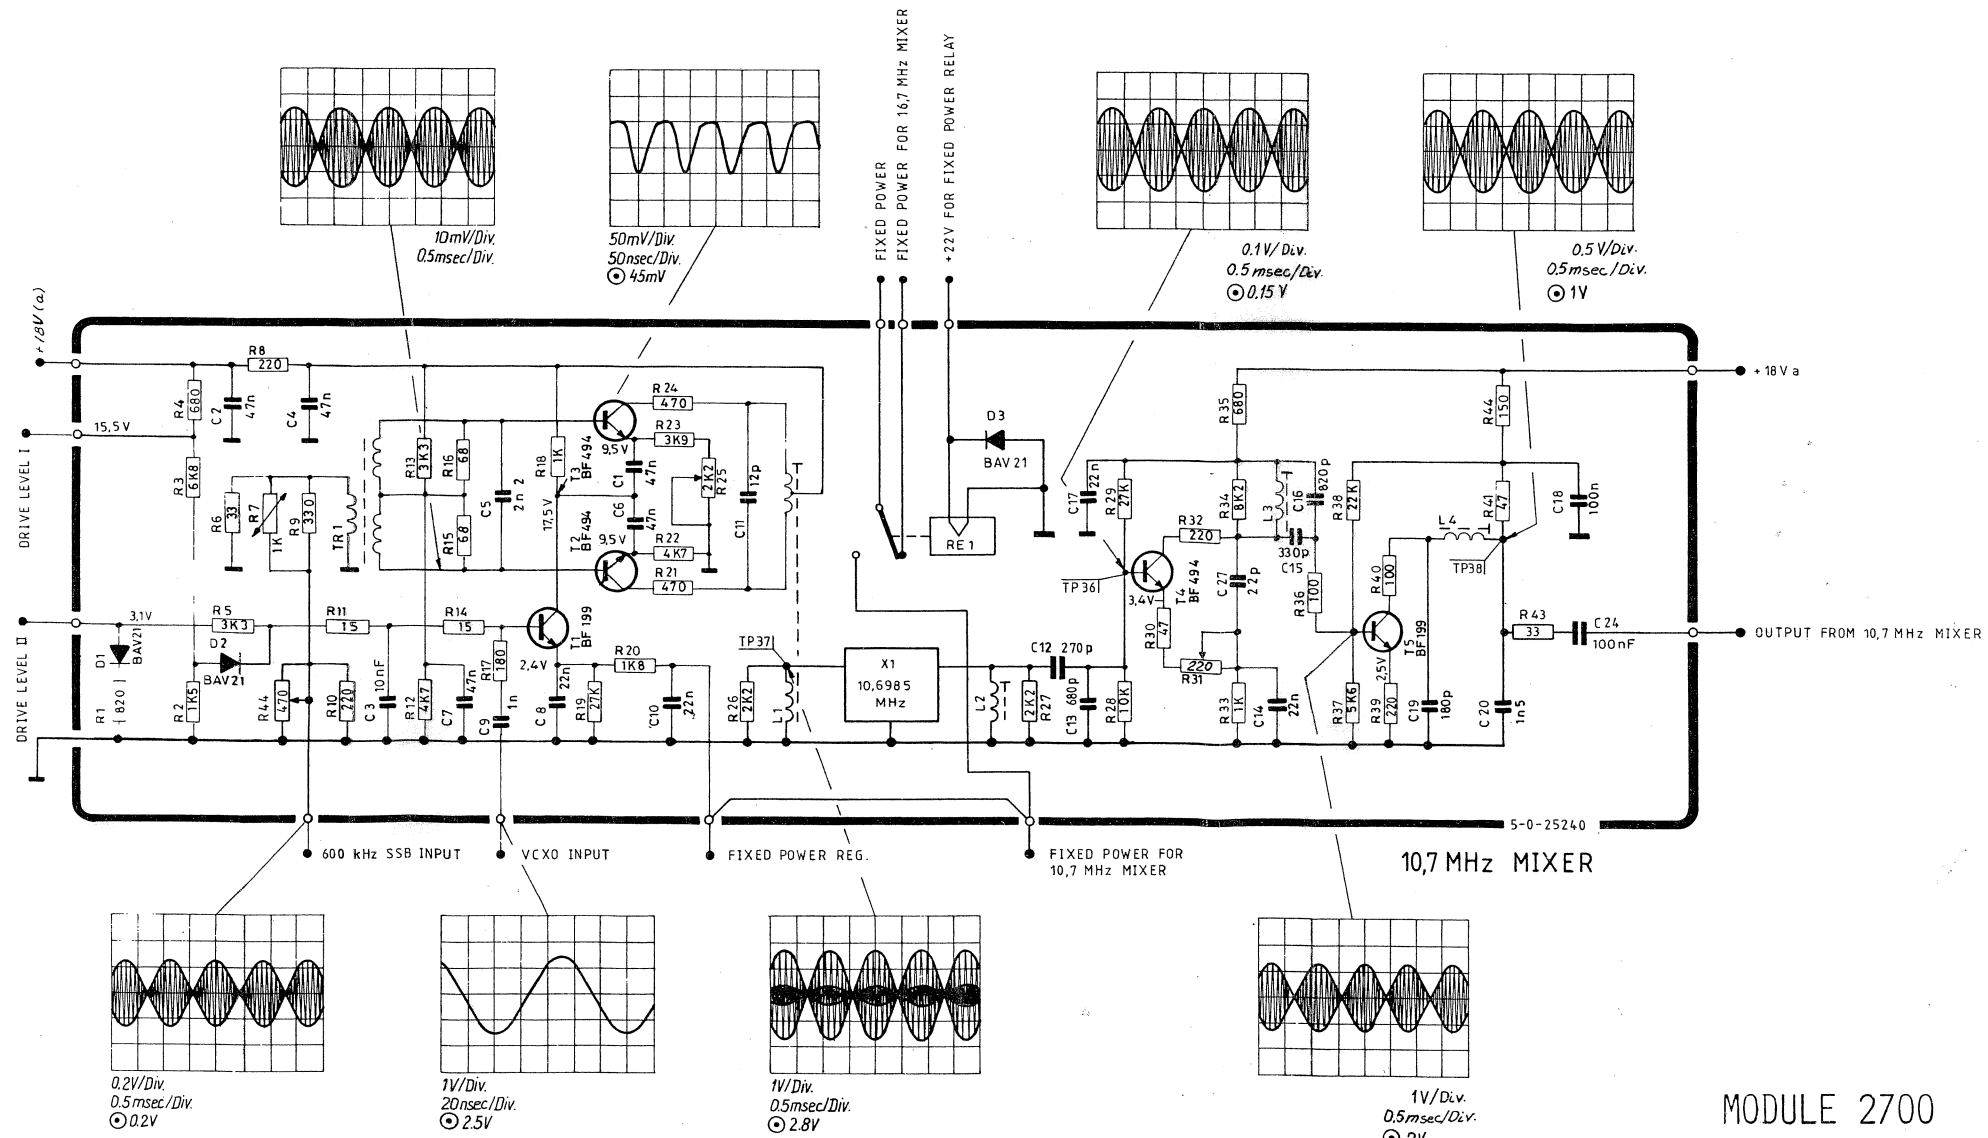 10mV/Div.
0.5msec/Div.
50mV/Div.
50nsec/Div.
45mV
FIXED POWER
FIXED POWER FOR 16,7 MHz MIXER
+22V FOR FIXED POWER RELAY
0.1V/Div.
0.5 msec/Div.
0.15 V
0.5 V/Div.
0.5msec/Div.
1V
+18V(a)
15,5V
DRIVE LEVEL I
3,1V
DRIVE LEVEL II
R8
220
R4
680
C2
47n
C4
47n
R3
6K8
R6
33
R7
1K
R9
330
TR1
R13
3K3
R16
68
R15
68
C5
2n2
R18
1K
17,5V
T3
BF494
9,5V
T2
BF494
9,5V
C1
47n
C6
47n
R24
470
R23
3K9
R25
2K2
R22
4K7
R21
470
C11
12p
D3
BAV 21
RE1
D1
BAV21
R1
820
R5
3K3
D2
BAV21
R2
1K5
R44
470
R10
220
R11
15
C3
10nF
R12
4K7
R14
15
C7
47n
R17
180
C9
1n
T1
BF199
2,4V
C8
22n
R19
27K
R20
1K8
C10
22n
TP37
R26
2K2
L1
X1
10,6985
MHz
L2
R27
2K2
C12 270p
C13 680p
R28
10K
C17
22n
R29
27K
TP36
T4
BF494
3,4V
R30
47
R31
220
R32
220
R35
680
R34
8K2
C27
22p
R33
1K
C14
22n
L3
C16
820p
330p
C15
R36
100
R38
22K
R37
5K6
T5
BF199
2,5V
R39
220
R40
100
C19
180p
L4
TP38
R44
150
R41
47
C18
100n
C20
1n5
R43
33
C24
100nF
+18Va
OUTPUT FROM 10,7 MHz MIXER
5-0-25240
600 kHz SSB INPUT
VCXO INPUT
FIXED POWER REG.
FIXED POWER FOR
10,7 MHz MIXER
10,7 MHz MIXER
0.2V/Div.
0.5msec/Div.
0.2V
1V/Div.
20nsec/Div.
2.5V
1V/Div.
0.5msec/Div.
2.8V
1V/Div.
0.5msec/Div.
MODULE 2700